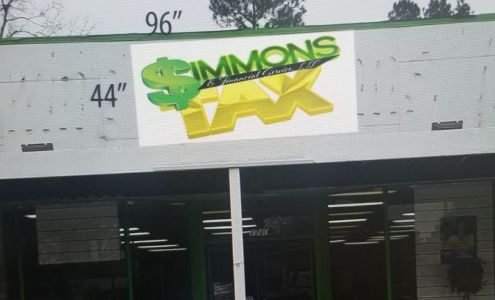 96”
44”
$IMMONS
& Financial Service, LLC
TAX